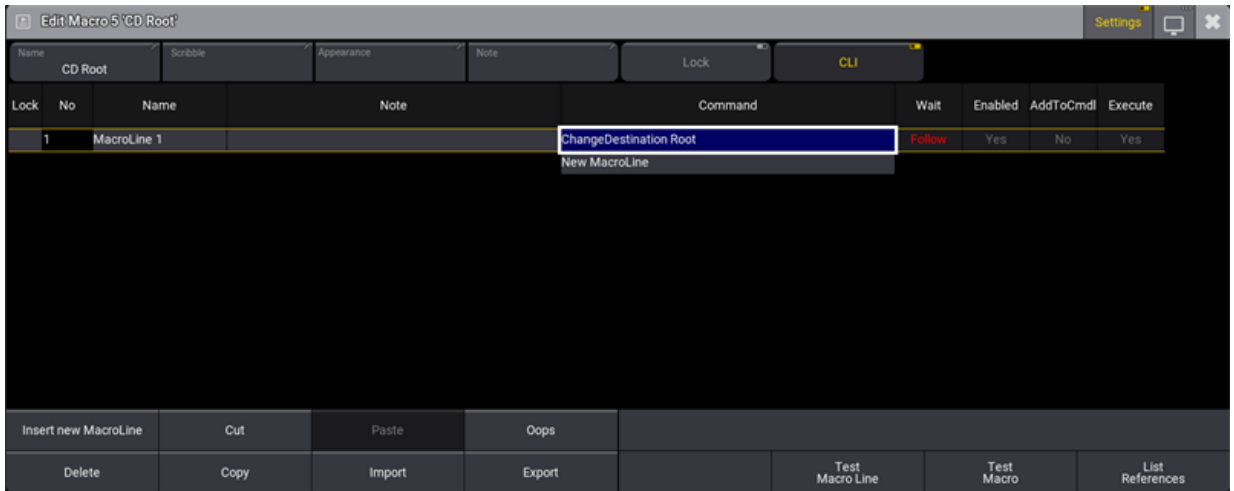 Edit Macro 5 'CD Root'
Settings
Name
CD Root
Scribble
Appearance
Note
Lock
CLI
Lock No Name Note Command Wait Enabled AddToCmdl Execute
1 MacroLine 1 ChangeDestination Root Follow Yes No Yes
New MacroLine
Insert new MacroLine Cut Paste Oops
Delete Copy Import Export Test Macro Line Test Macro List References